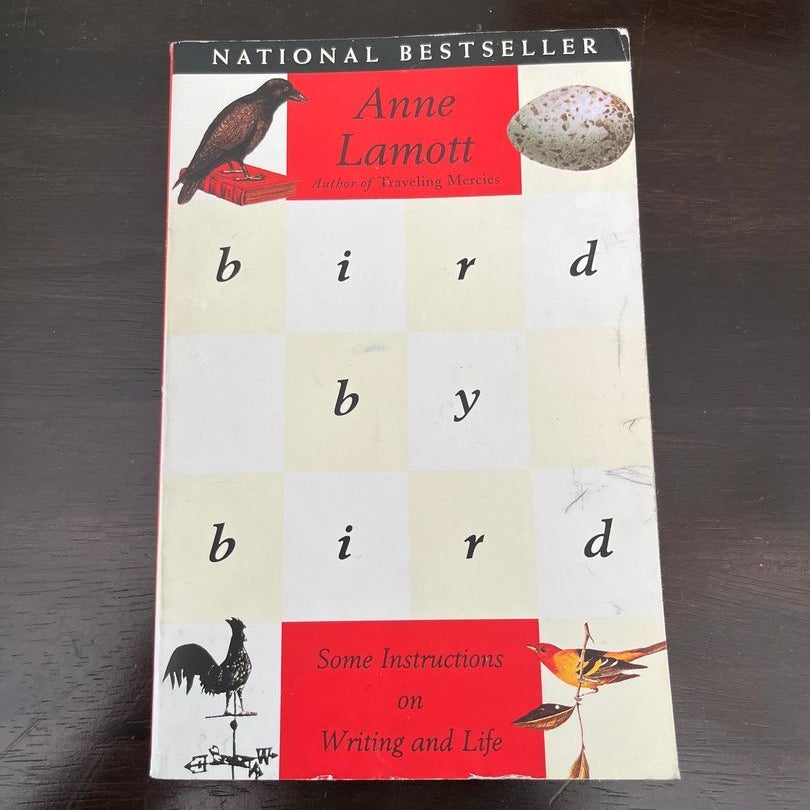 NATIONAL BESTSELLER
Anne
Lamott
Author of Traveling Mercies
b i r d
b y
b i r d
Some Instructions
on
Writing and Life
W